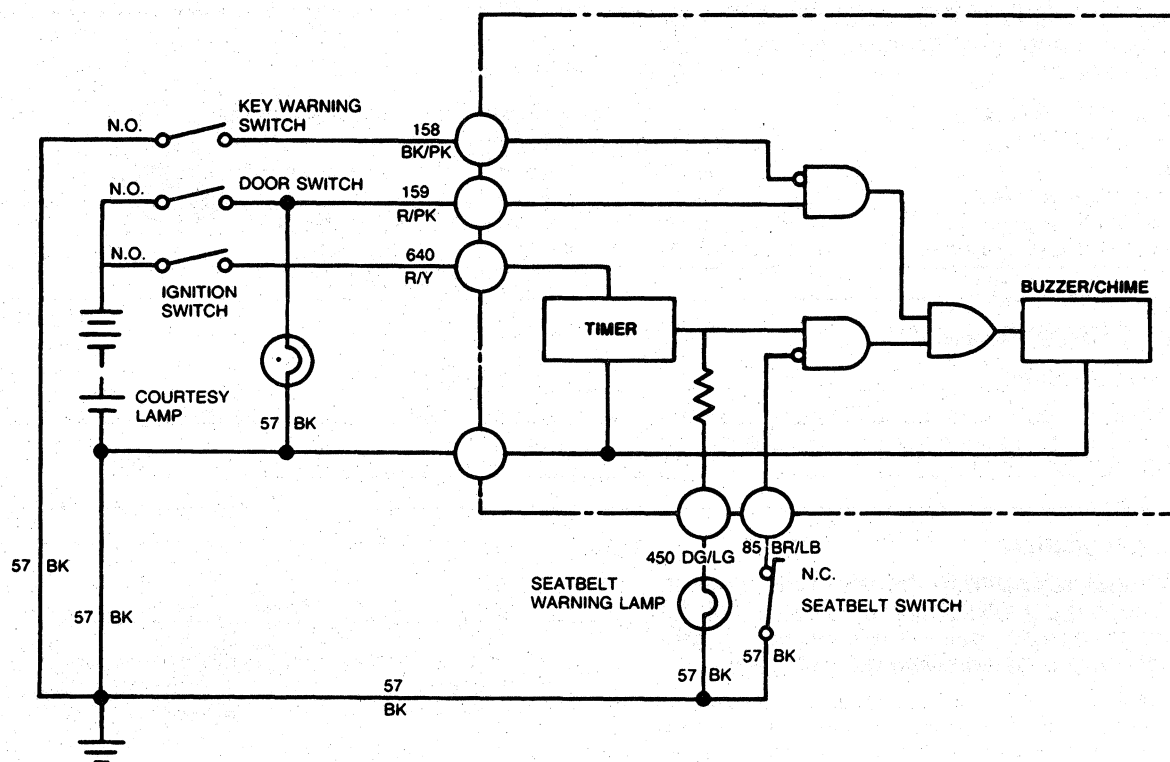 KEY WARNING
SWITCH
N.O.
158
BK/PK
N.O.
DOOR SWITCH
159
R/PK
N.O.
640
R/Y
IGNITION
SWITCH
BUZZER/CHIME
TIMER
COURTESY
LAMP
57 BK
450 DG/LG
85 BR/LB
57 BK
SEATBELT
WARNING LAMP
N.C.
SEATBELT SWITCH
57 BK
57 BK
57 BK
57
BK